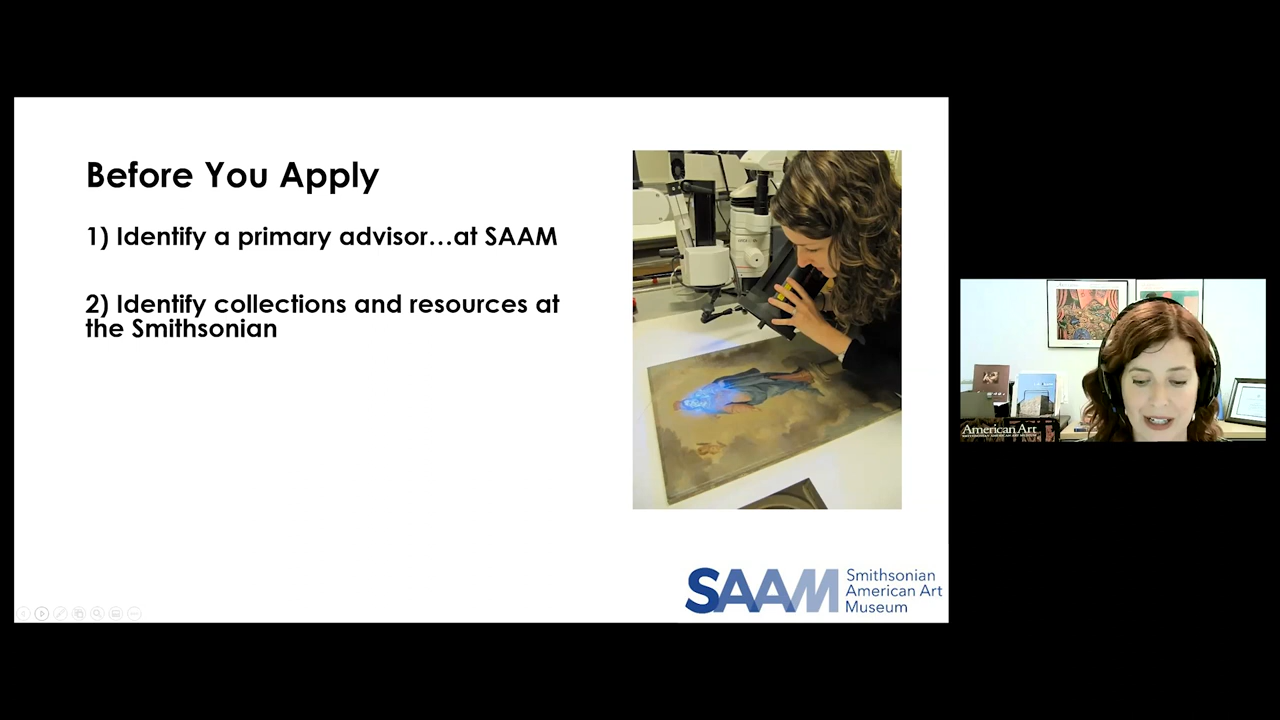 Before You Apply
1) Identify a primary advisor...at SAAM
2) Identify collections and resources at
the Smithsonian
SAAM
Smithsonian
American Art
Museum
American Art